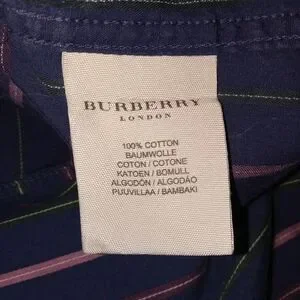 BURBERRY
LONDON
100% COTTON
BAUMWOLLE
COTON / COTONE
KATOEN / BOMULL
ALGODÓN / ALGODÃO
PUUVILLAA / BAMBAKI